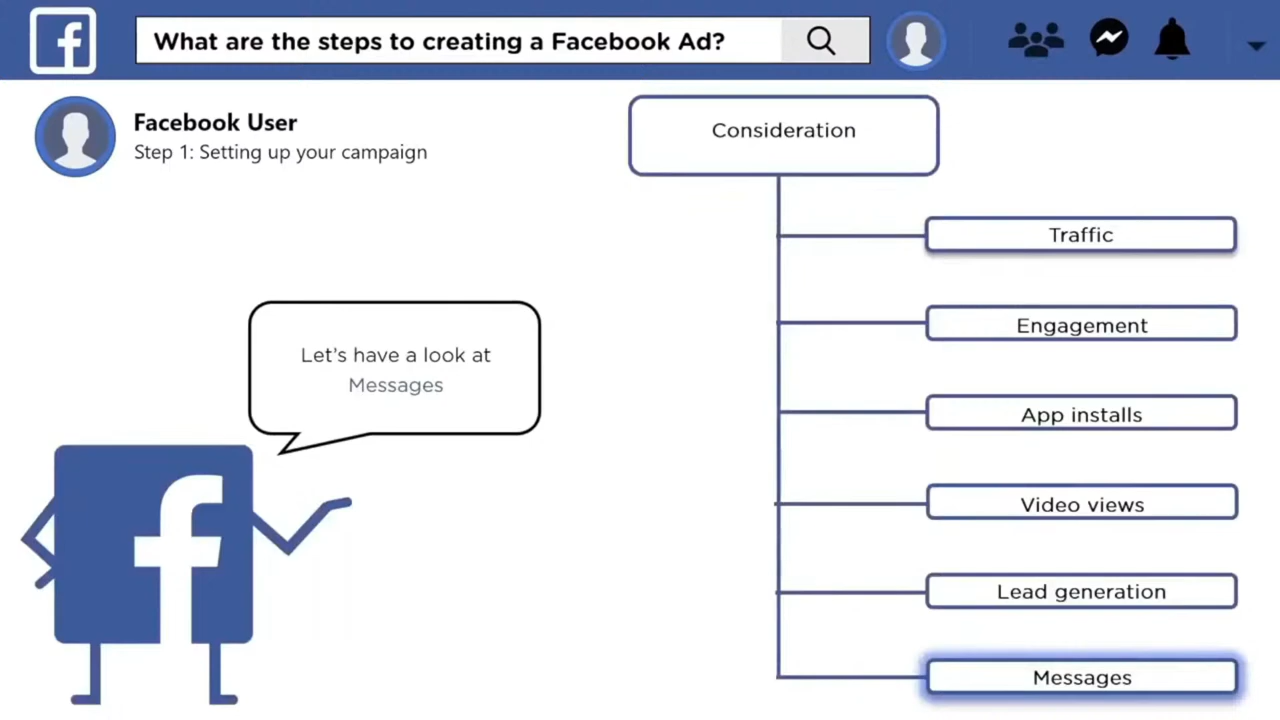 What are the steps to creating a Facebook Ad?
Facebook User
Step 1: Setting up your campaign
Consideration
Traffic
Engagement
App installs
Video views
Lead generation
Messages
Let's have a look at
Messages